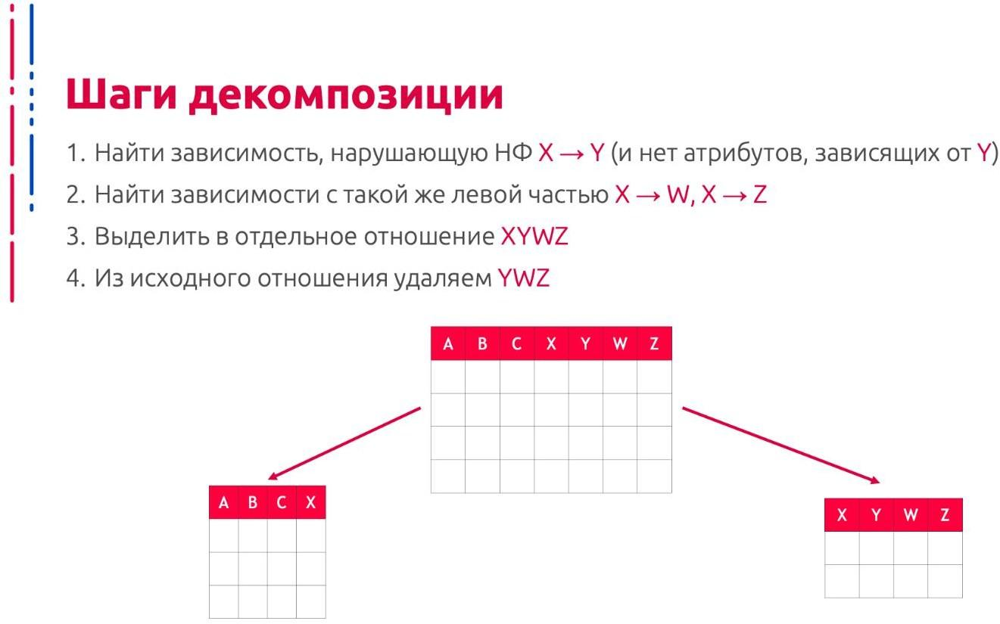 Шаги декомпозиции
1. Найти зависимость, нарушающую НФ X → Y (и нет атрибутов, зависящих от Y)
2. Найти зависимости с такой же левой частью X → W, X → Z
3. Выделить в отдельное отношение XYWZ
4. Из исходного отношения удаляем YWZ
A B C X Y W Z
A B C X
X Y W Z